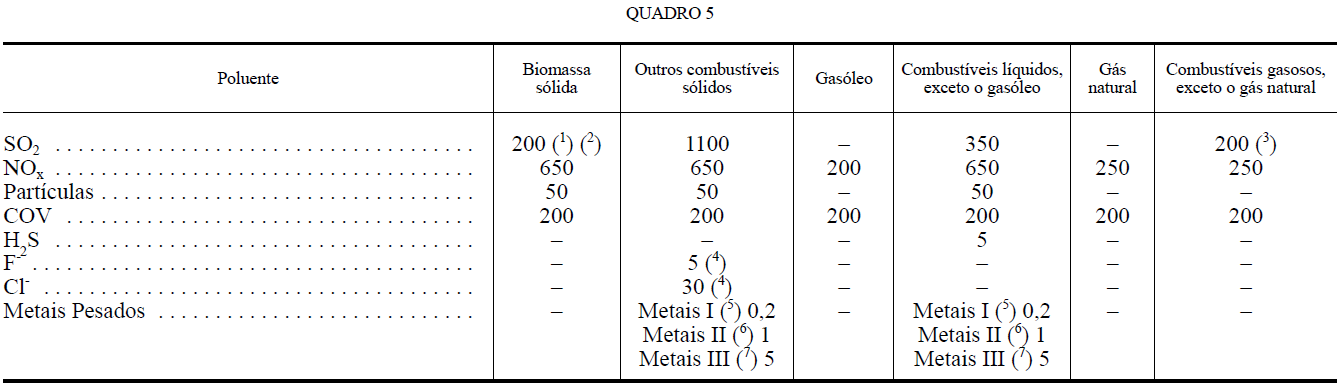 QUADRO 5
Poluente Biomassa sólida Outros combustíveis sólidos Gasóleo Combustíveis líquidos, exceto o gasóleo Gás natural Combustíveis gasosos, exceto o gás natural
SO₂ . . . . . . . . . . . . . . . . . . . . 200 (¹) (²) 1100 – 350 – 200 (³)
NOₓ . . . . . . . . . . . . . . . . . . . . 650 650 200 650 250 250
Partículas . . . . . . . . . . . . . . . . . . . . 50 50 – 50 – –
COV . . . . . . . . . . . . . . . . . . . . 200 200 200 200 200 200
H₂S . . . . . . . . . . . . . . . . . . . . – – – 5 – –
F⁻² . . . . . . . . . . . . . . . . . . . . – 5 (⁴) – – – –
Cl⁻ . . . . . . . . . . . . . . . . . . . . – 30 (⁴) – – – –
Metais Pesados . . . . . . . . . . . . . . . . . . . . – Metais I (⁵) 0,2 – Metais I (⁵) 0,2 – –
Metais II (⁶) 1 Metais II (⁶) 1
Metais III (⁷) 5 Metais III (⁷) 5